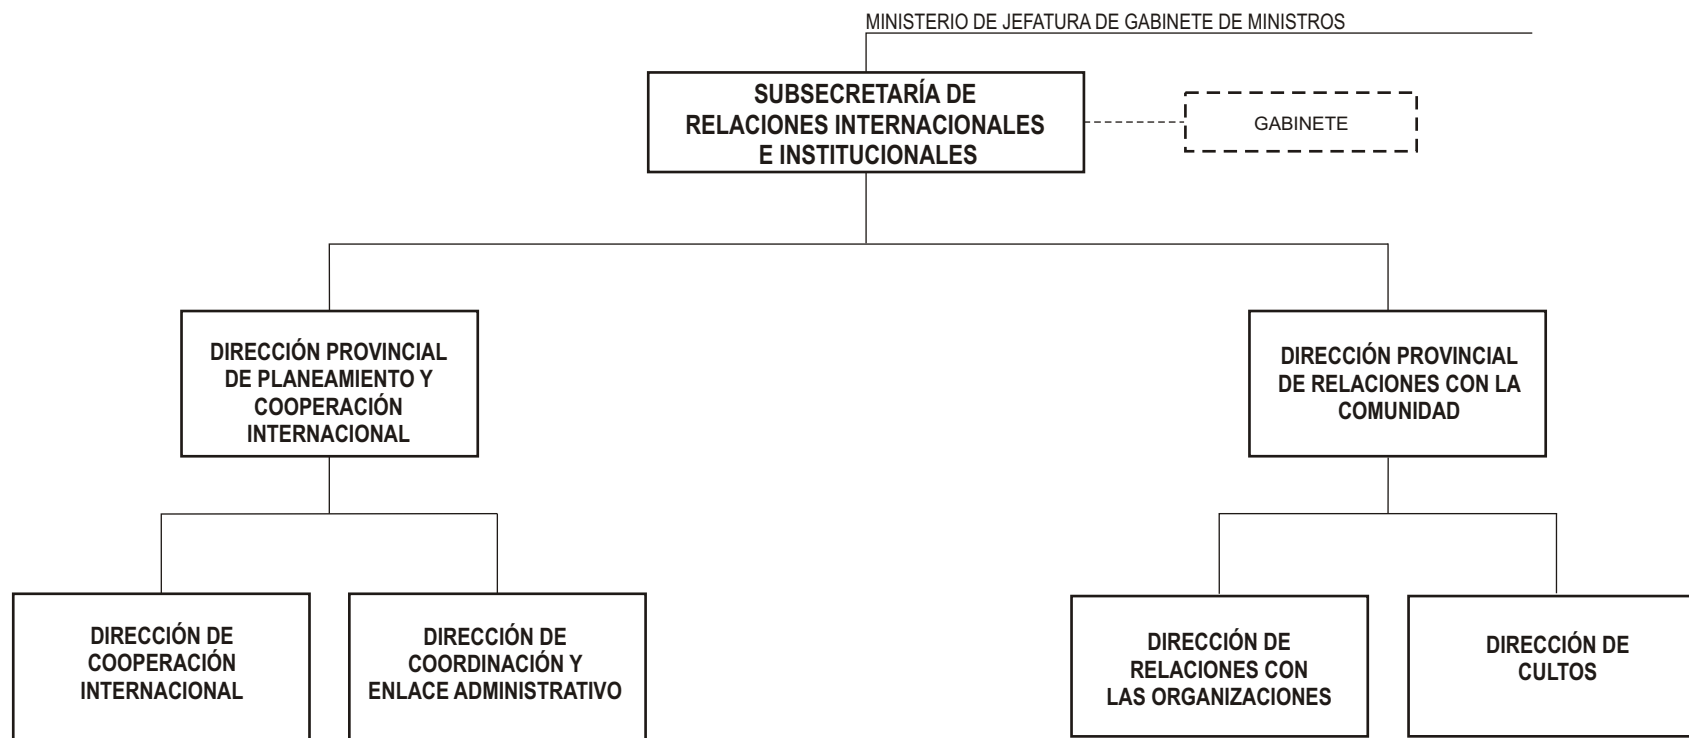 MINISTERIO DE JEFATURA DE GABINETE DE MINISTROS
SUBSECRETARÍA DE
RELACIONES INTERNACIONALES
E INSTITUCIONALES
GABINETE
DIRECCIÓN PROVINCIAL
DE PLANEAMIENTO Y
COOPERACIÓN
INTERNACIONAL
DIRECCIÓN PROVINCIAL
DE RELACIONES CON LA
COMUNIDAD
DIRECCIÓN DE
COOPERACIÓN
INTERNACIONAL
DIRECCIÓN DE
COORDINACIÓN Y
ENLACE ADMINISTRATIVO
DIRECCIÓN DE
RELACIONES CON
LAS ORGANIZACIONES
DIRECCIÓN DE
CULTOS